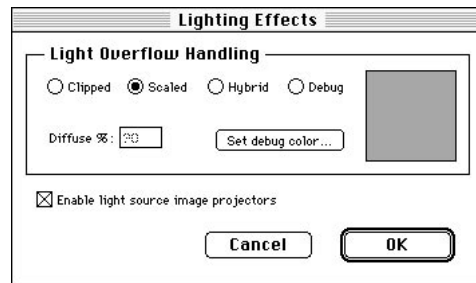 Lighting Effects
Light Overflow Handling
Clipped Scaled Hybrid Debug
Diffuse %: 90 Set debug color...
Enable light source image projectors
Cancel OK